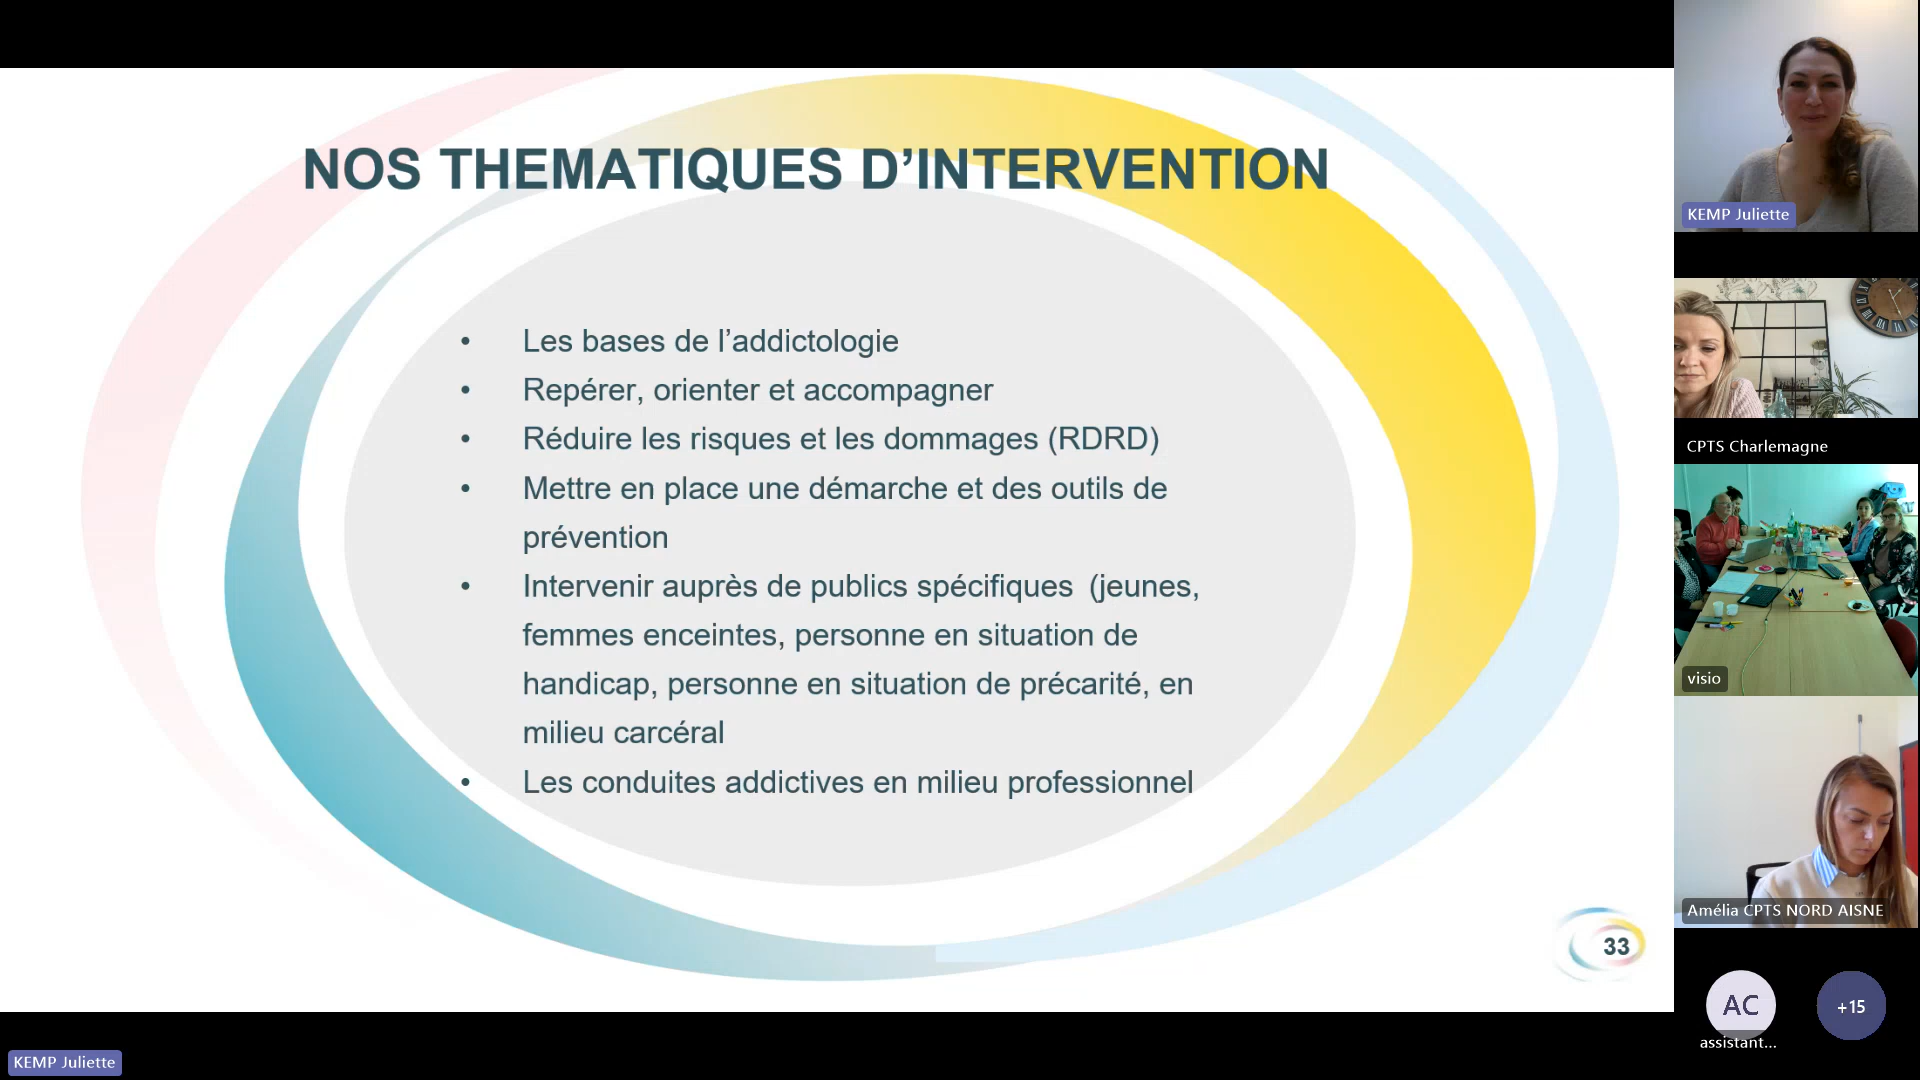 NOS THEMATIQUES D’INTERVENTION
• Les bases de l’addictologie
• Repérer, orienter et accompagner
• Réduire les risques et les dommages (RDRD)
• Mettre en place une démarche et des outils de
prévention
• Intervenir auprès de publics spécifiques (jeunes,
femmes enceintes, personne en situation de
handicap, personne en situation de précarité, en
milieu carcéral
• Les conduites addictives en milieu professionnel
33
KEMP Juliette
KEMP Juliette
CPTS Charlemagne
visio
Amélia CPTS NORD AISNE
AC
assistant...
+15